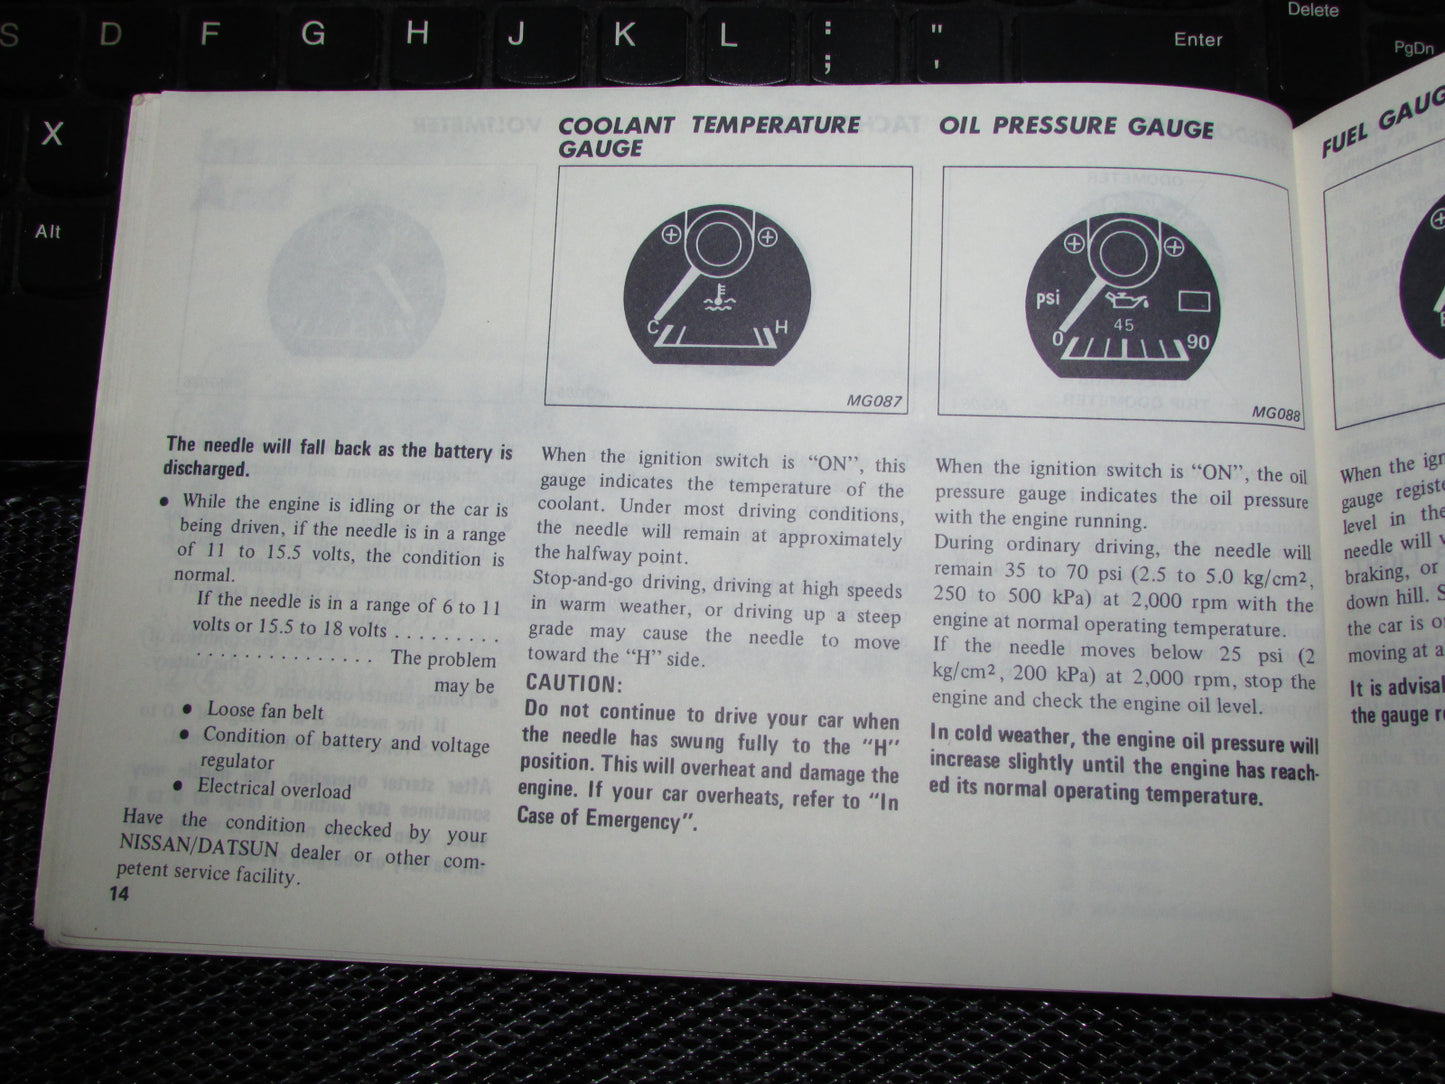 S D F G H J K L : ; " ' Enter Delete PgDn
X
Alt
The needle will fall back as the battery is
discharged.
● While the engine is idling or the car is
being driven, if the needle is in a range
of 11 to 15.5 volts, the condition is
normal.
If the needle is in a range of 6 to 11
volts or 15.5 to 18 volts . . . . . . . . .
. . . . . . . . . . . . . . . The problem
may be
● Loose fan belt
● Condition of battery and voltage
regulator
● Electrical overload
Have the condition checked by your
NISSAN/DATSUN dealer or other com-
petent service facility.
14
COOLANT TEMPERATURE
GAUGE
C H
MG087
When the ignition switch is “ON”, this
gauge indicates the temperature of the
coolant. Under most driving conditions,
the needle will remain at approximately
the halfway point.
Stop-and-go driving, driving at high speeds
in warm weather, or driving up a steep
grade may cause the needle to move
toward the “H” side.
CAUTION:
Do not continue to drive your car when
the needle has swung fully to the “H”
position. This will overheat and damage the
engine. If your car overheats, refer to “In
Case of Emergency”.
OIL PRESSURE GAUGE
psi
45
0 90
MG088
When the ignition switch is “ON”, the oil
pressure gauge indicates the oil pressure
with the engine running.
During ordinary driving, the needle will
remain 35 to 70 psi (2.5 to 5.0 kg/cm², 
250 to 500 kPa) at 2,000 rpm with the
engine at normal operating temperature.
If the needle moves below 25 psi (2
kg/cm², 200 kPa) at 2,000 rpm, stop the
engine and check the engine oil level.
In cold weather, the engine oil pressure will
increase slightly until the engine has reach-
ed its normal operating temperature.
FUEL GAUG
When the ign
gauge registe
level in the
needle will
braking, or
down hill. S
the car is o
moving at a
It is advisal
the gauge r